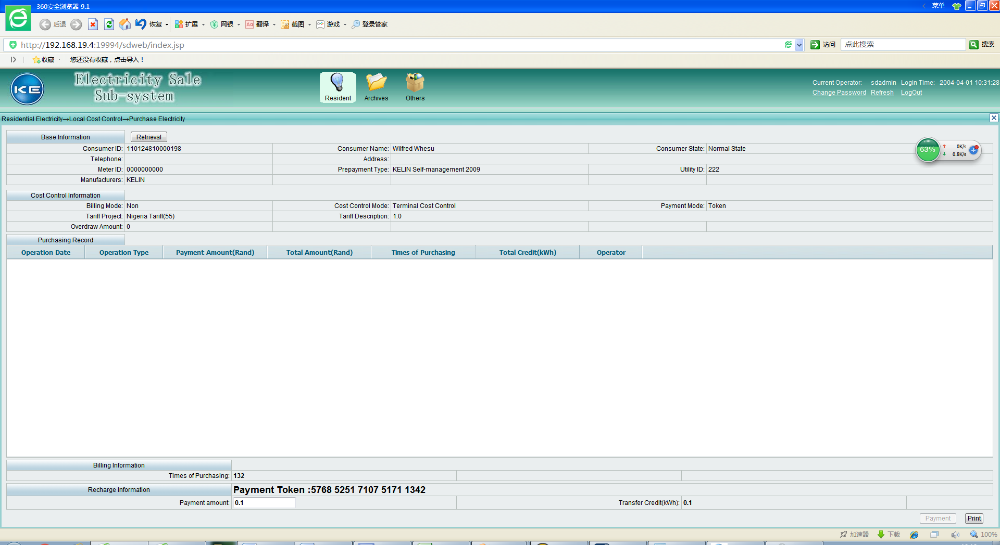 360安全浏览器 9.1
菜单
后退 恢复 扩展 网银 翻译 截图 游戏 登录管家
http://192.168.19.4:19994/sdweb/index.jsp
访问 点此搜索 搜索
收藏 您还没有收藏，点击导入！
KE
Electricity Sale
Sub-system
Resident Archives Others
Current Operator: sdadmin Login Time: 2004-04-01 10:31:28
Change Password Refresh LogOut
Residential Electricity→Local Cost Control→Purchase Electricity
Base Information Retrieval
Consumer ID: 110124810000198 Consumer Name: Wilfred Whesu Consumer State: Normal State
Telephone: Address:
Meter ID: 0000000000 Prepayment Type: KELIN Self-management 2009 Utility ID: 222
Manufacturers: KELIN
63% 0K/s
0.8K/s
Cost Control Information
Billing Mode: Non Cost Control Mode: Terminal Cost Control Payment Mode: Token
Tariff Project: Nigeria Tariff(55) Tariff Description: 1.0
Overdraw Amount: 0
Purchasing Record
Operation Date Operation Type Payment Amount(Rand) Total Amount(Rand) Times of Purchasing Total Credit(kWh) Operator
Billing Information
Times of Purchasing: 132
Recharge Information Payment Token :5768 5251 7107 5171 1342
Payment amount: 0.1 Transfer Credit(kWh): 0.1
Payment Print
加速器 下载 100%